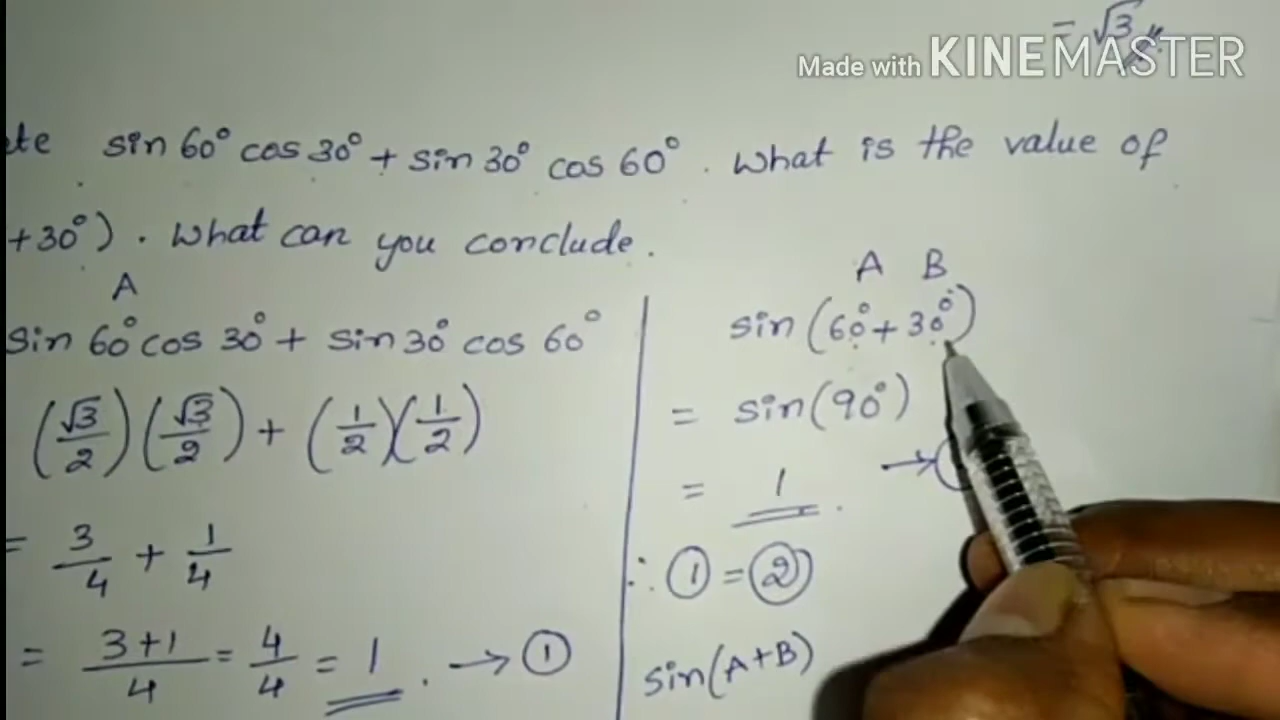 = √3
Made with KINEMASTER
sin 60° cos 30° + sin 30° cos 60° . What is the value of
+30°) . What can you conclude .
A
A B
sin 60° cos 30° + sin 30° cos 60°
sin (60° + 30°)
(√3/2)(√3/2) + (1/2)(1/2)
= sin (90°)
= 1 . →
= 3/4 + 1/4
∴ ① = ②
= 3+1/4 = 4/4 = 1 . → ①
sin(A+B)